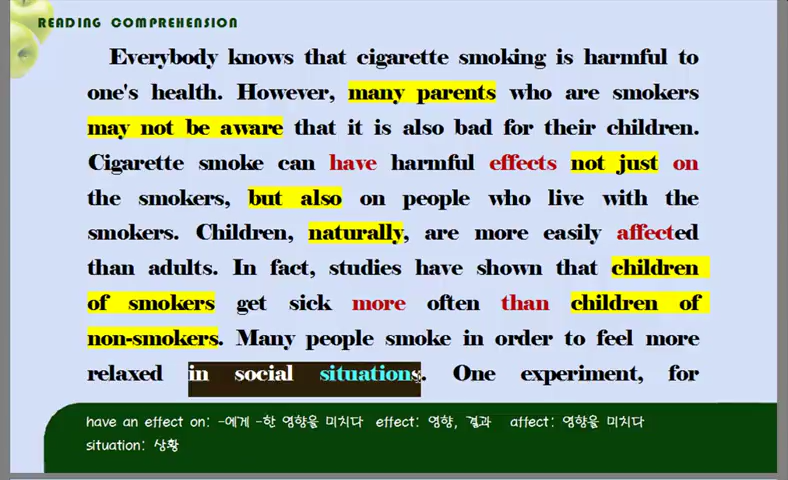 READING COMPREHENSION
Everybody knows that cigarette smoking is harmful to
one's health. However, many parents who are smokers
may not be aware that it is also bad for their children.
Cigarette smoke can have harmful effects not just on
the smokers, but also on people who live with the
smokers. Children, naturally, are more easily affected
than adults. In fact, studies have shown that children
of smokers get sick more often than children of
non-smokers. Many people smoke in order to feel more
relaxed in social situations. One experiment, for
have an effect on: -에게 -한 영향을 미치다 effect: 영향, 결과 affect: 영향을 미치다
situation: 상황